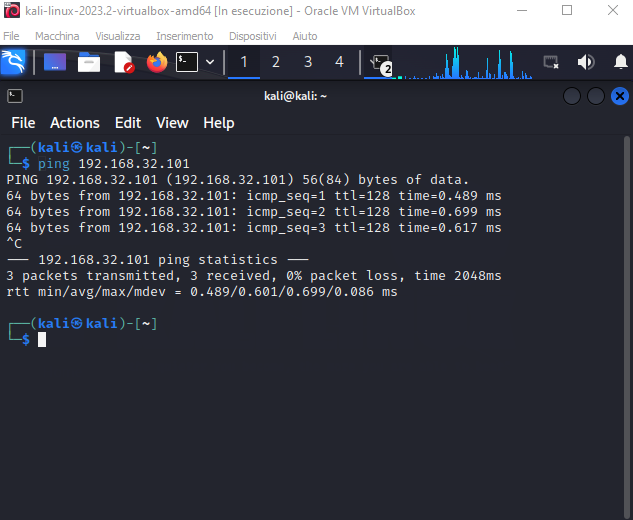 kali-linux-2023.2-virtualbox-amd64 [In esecuzione] - Oracle VM VirtualBox
File Macchina Visualizza Inserimento Dispositivi Aiuto
1 2 3 4 2
kali@kali: ~
File Actions Edit View Help
┌──(kali㉿kali)-[~]
└─$ ping 192.168.32.101
PING 192.168.32.101 (192.168.32.101) 56(84) bytes of data.
64 bytes from 192.168.32.101: icmp_seq=1 ttl=128 time=0.489 ms
64 bytes from 192.168.32.101: icmp_seq=2 ttl=128 time=0.699 ms
64 bytes from 192.168.32.101: icmp_seq=3 ttl=128 time=0.617 ms
^C
--- 192.168.32.101 ping statistics ---
3 packets transmitted, 3 received, 0% packet loss, time 2048ms
rtt min/avg/max/mdev = 0.489/0.601/0.699/0.086 ms
┌──(kali㉿kali)-[~]
└─$